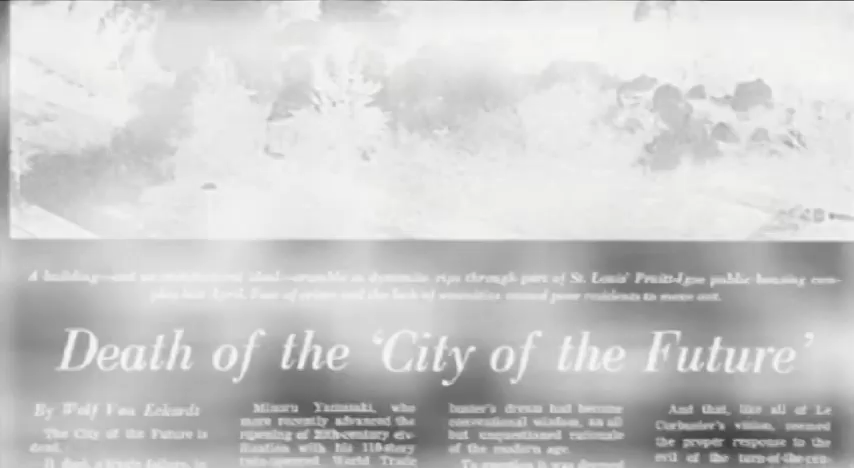 A building—and an architectural ideal—crumble as dynamite rips through part of St. Louis' Pruitt-Igoe public housing com-
plex last April. Fear of crime and the lack of amenities caused poor residents to move out.
Death of the 'City of the Future'
By Wolf Von Eckardt
The City of the Future is
dead.
Minoru Yamasaki, who
more recently advanced the
ripening of 20th-century civ-
ilization with his 110-story
twin-towered World Trade
busier's dream had become
conventional wisdom, an all
but unquestioned rationale
of the modern age.
And that, like all of Le
Corbusier's vision, seemed
the proper response to the
evil of the turn-of-the-cen-